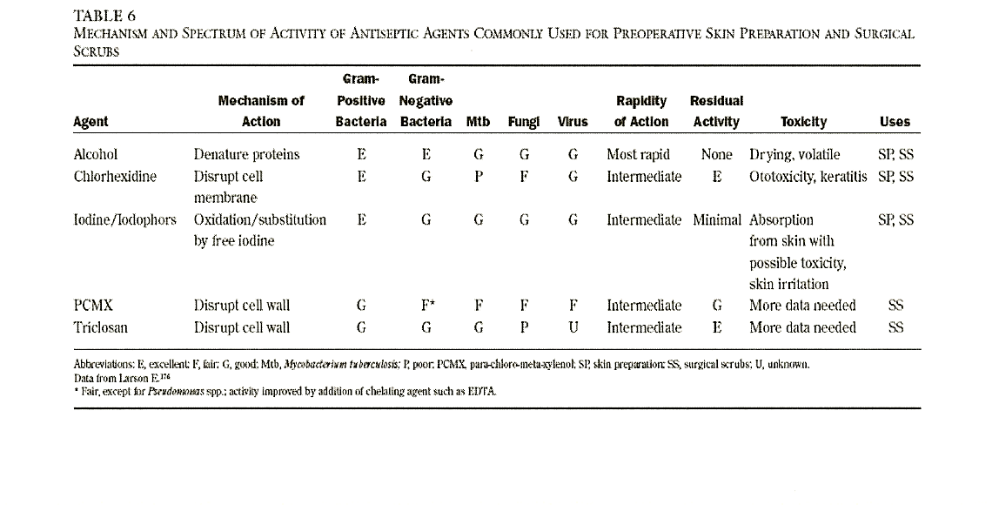 TABLE 6
MECHANISM AND SPECTRUM OF ACTIVITY OF ANTISEPTIC AGENTS COMMONLY USED FOR PREOPERATIVE SKIN PREPARATION AND SURGICAL
SCRUBS
Gram- Gram-
Mechanism of Positive Negative Rapidity Residual
Agent Action Bacteria Bacteria Mtb Fungi Virus of Action Activity Toxicity Uses
Alcohol Denature proteins E E G G G Most rapid None Drying, volatile SP, SS
Chlorhexidine Disrupt cell E G P F G Intermediate E Ototoxicity, keratitis SP, SS
membrane
Iodine/Iodophors Oxidation/substitution E G G G G Intermediate Minimal Absorption SP, SS
by free iodine from skin with
possible toxicity,
skin irritation
PCMX Disrupt cell wall G F* F F F Intermediate G More data needed SS
Triclosan Disrupt cell wall G G G P U Intermediate E More data needed SS
Abbreviations: E, excellent; F, fair; G, good; Mtb, Mycobacterium tuberculosis; P, poor; PCMX, para-chloro-meta-xylenol; SP, skin preparation; SS, surgical scrubs; U, unknown.
Data from Larson E.176
* Fair, except for Pseudomonas spp.; activity improved by addition of chelating agent such as EDTA.